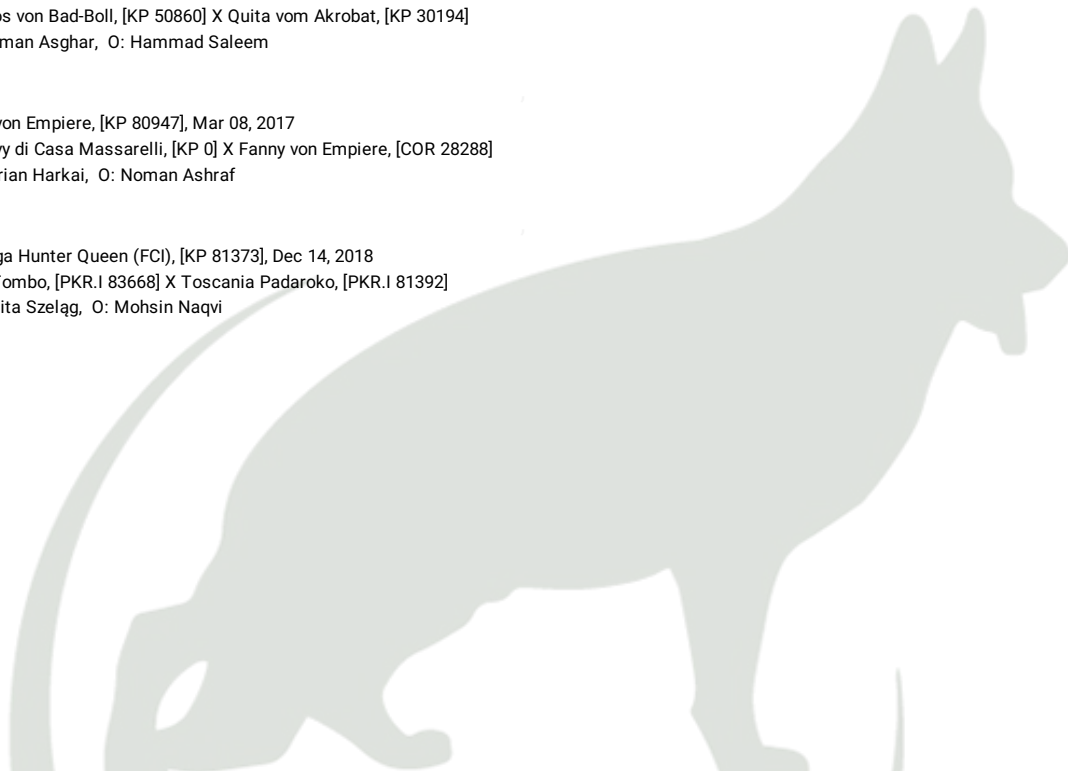 s von Bad-Boll, [KP 50860] X Quita vom Akrobat, [KP 30194]
man Asghar, O: Hammad Saleem
von Empiere, [KP 80947], Mar 08, 2017
y di Casa Massarelli, [KP 0] X Fanny von Empiere, [COR 28288]
rian Harkai, O: Noman Ashraf
ga Hunter Queen (FCI), [KP 81373], Dec 14, 2018
Tombo, [PKR.I 83668] X Toscania Padaroko, [PKR.I 81392]
ita Szeląg, O: Mohsin Naqvi